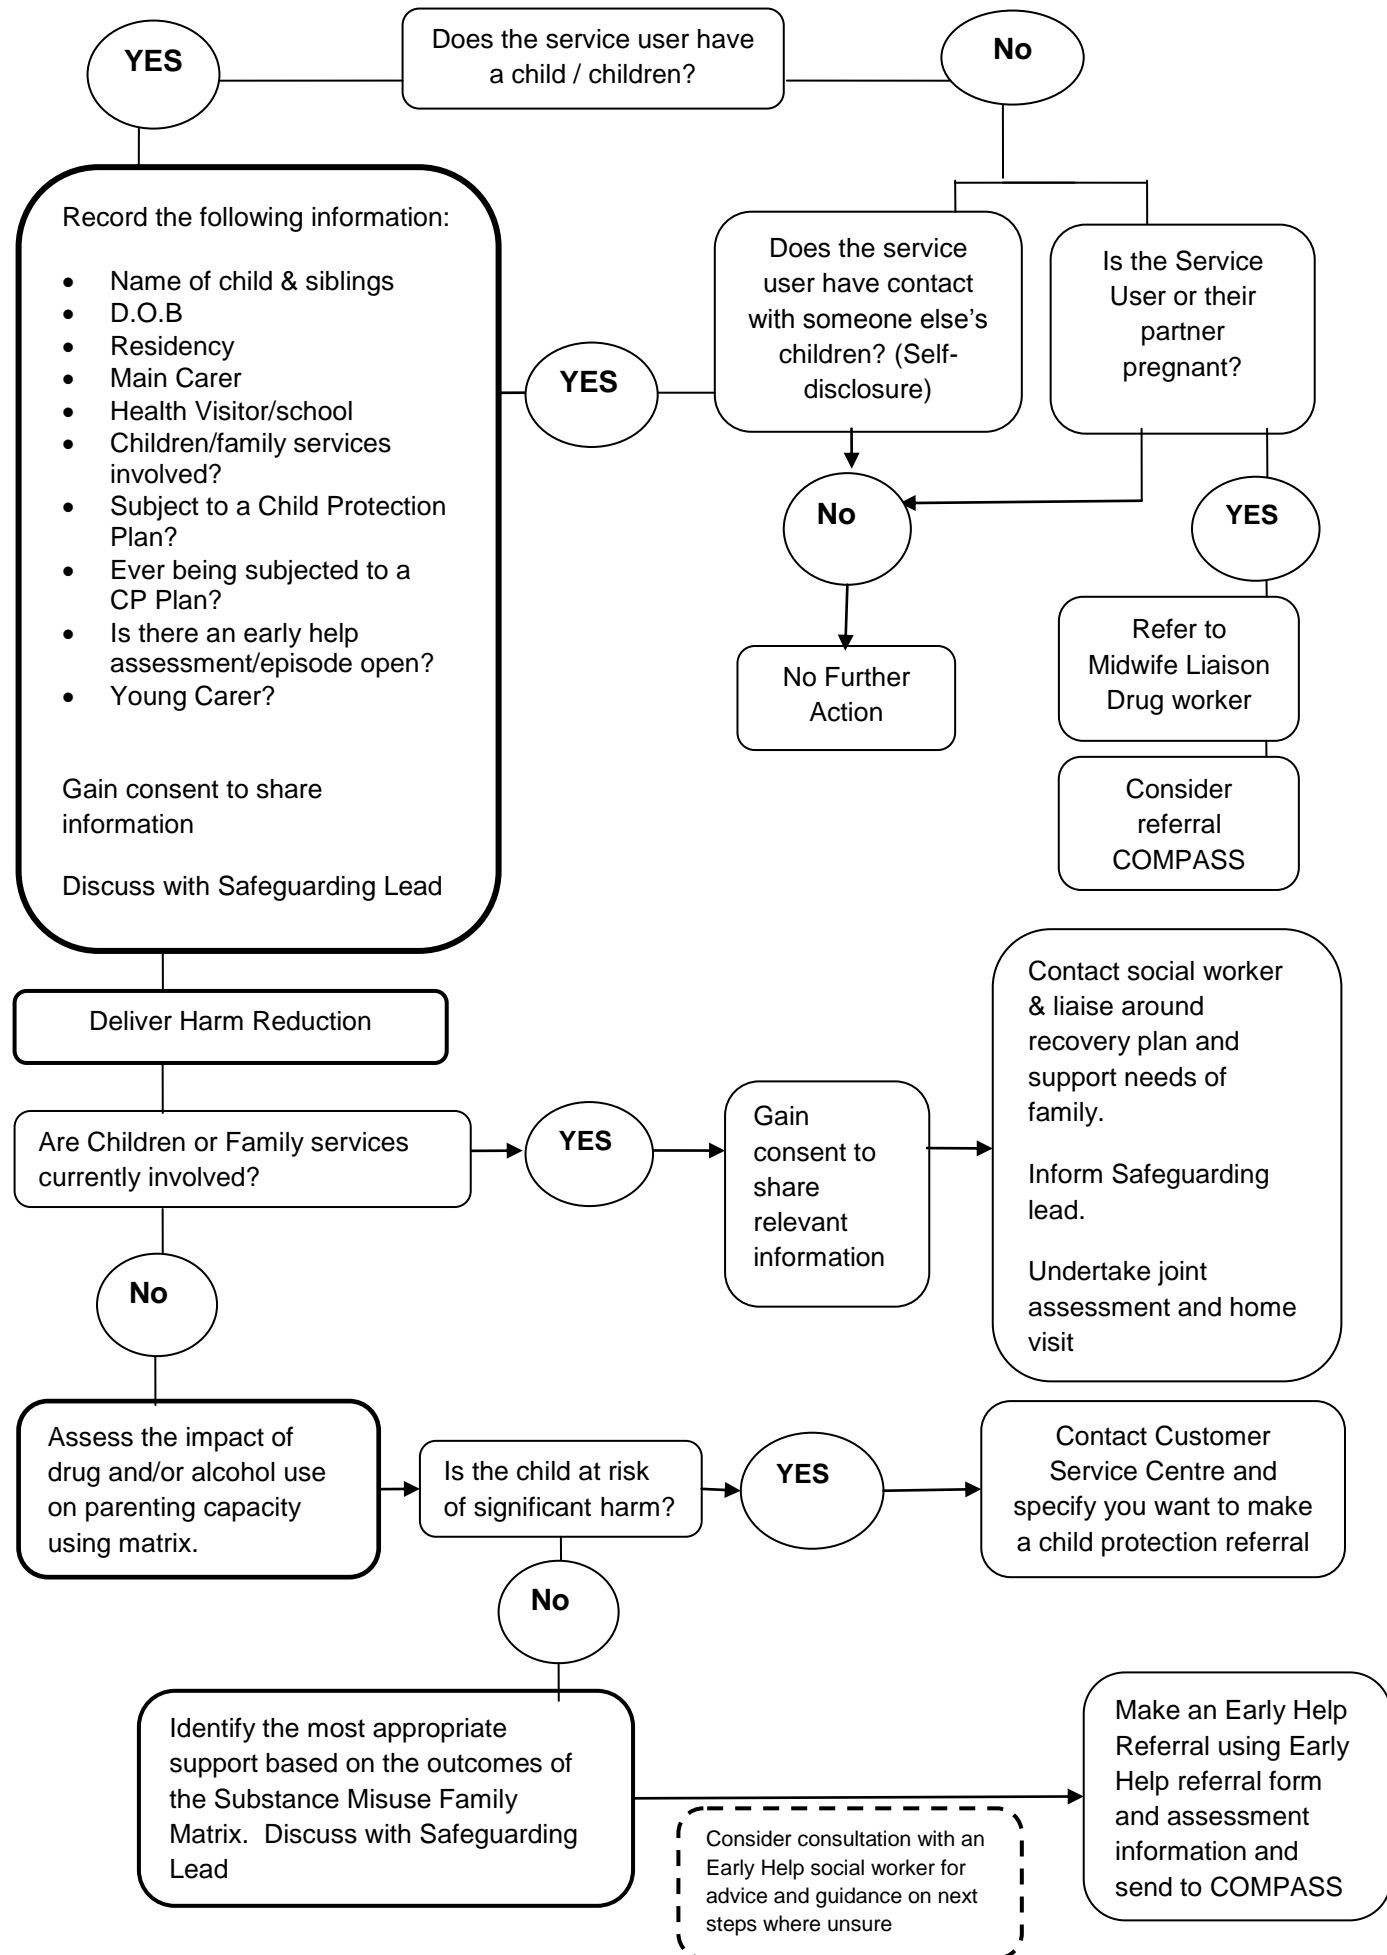 YES
Does the service user have
a child / children?
No
Record the following information:
• Name of child & siblings
• D.O.B
• Residency
• Main Carer
• Health Visitor/school
• Children/family services
involved?
• Subject to a Child Protection
Plan?
• Ever being subjected to a
CP Plan?
• Is there an early help
assessment/episode open?
• Young Carer?
Gain consent to share
information
Discuss with Safeguarding Lead
YES
Does the service
user have contact
with someone else's
children? (Self-
disclosure)
Is the Service
User or their
partner
pregnant?
No
YES
No Further
Action
Refer to
Midwife Liaison
Drug worker
Consider
referral
COMPASS
Deliver Harm Reduction
Are Children or Family services
currently involved?
YES
Gain
consent to
share
relevant
information
Contact social worker
& liaise around
recovery plan and
support needs of
family.
Inform Safeguarding
lead.
Undertake joint
assessment and home
visit
No
Assess the impact of
drug and/or alcohol use
on parenting capacity
using matrix.
Is the child at risk
of significant harm?
YES
Contact Customer
Service Centre and
specify you want to make
a child protection referral
No
Identify the most appropriate
support based on the outcomes of
the Substance Misuse Family
Matrix.  Discuss with Safeguarding
Lead
Consider consultation with an
Early Help social worker for
advice and guidance on next
steps where unsure
Make an Early Help
Referral using Early
Help referral form
and assessment
information and
send to COMPASS